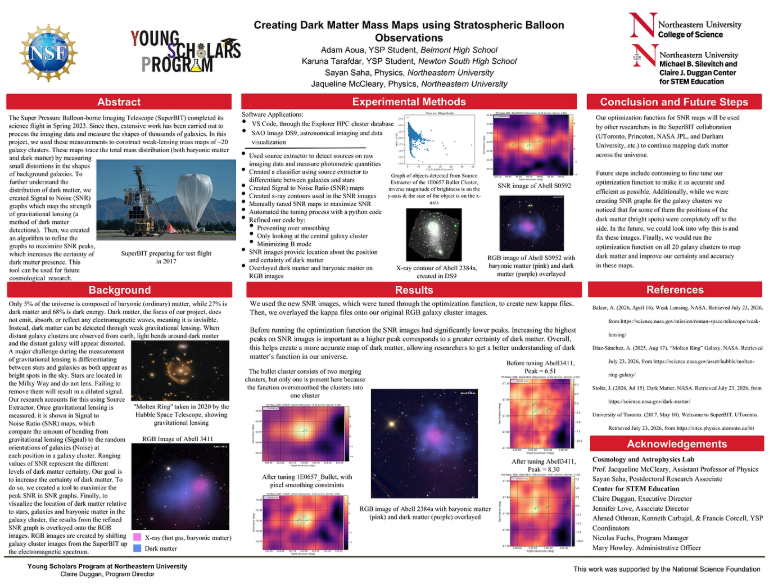 NSF
YOUNG
SCHOLARS
PROGRAM
Creating Dark Matter Mass Maps using Stratospheric Balloon
Observations
Adam Aoua, YSP Student, Belmont High School
Karuna Tarafdar, YSP Student, Newton South High School
Sayan Saha, Physics, Northeastern University
Jaqueline McCleary, Physics, Northeastern University
Northeastern University
College of Science
Northeastern University
Michael B. Silevitch and
Claire J. Duggan Center
for STEM Education
Abstract
The Super Pressure Balloon-borne Imaging Telescope (SuperBIT) completed its
science flight in Spring 2023. Since then, extensive work has been carried out to
process the imaging data and measure the shapes of thousands of galaxies. In this
project, we used these measurements to construct weak-lensing mass maps of ~20
galaxy clusters. These maps trace the total mass distribution (both baryonic matter
and dark matter) by measuring
small distortions in the shapes
of background galaxies. To
further understand the
distribution of dark matter, we
created Signal to Noise (SNR)
graphs which map the strength
of gravitational lensing (a
method of dark matter
detections). Then, we created
an algorithm to refine the
graphs to maximize SNR peaks,
which increases the certainty of
dark matter presence. This
tool can be used for future
cosmological research.
SuperBIT preparing for test flight
in 2017
Background
Only 5% of the universe is composed of baryonic (ordinary) matter, while 27% is
dark matter and 68% is dark energy. Dark matter, the focus of our project, does
not emit, absorb, or reflect any electromagnetic waves, meaning it is invisible.
Instead, dark matter can be detected through weak gravitational lensing. When
distant galaxy clusters are observed from earth, light bends around dark matter
and the distant galaxy will appear distorted.
A major challenge during the measurement
of gravitational lensing is differentiating
between stars and galaxies as both appear as
bright spots in the sky. Stars are located in
the Milky Way and do not lens. Failing to
remove them will result in a diluted signal.
Our research accounts for this using Source
Extractor. Once gravitational lensing is
measured, it is shown in Signal to
Noise Ratio (SNR) maps, which
compare the amount of bending from
gravitational lensing (Signal) to the random
orientations of galaxies (Noise) at
each position in a galaxy cluster. Ranging
values of SNR represent the different
levels of dark matter certainty. Our goal is
to increase the certainty of dark matter. To
do so, we created a tool to maximize the
peak SNR in SNR graphs. Finally, to
visualize the location of dark matter relative
to stars, galaxies and baryonic matter in the
galaxy cluster, the results from the refined
SNR graph is overlayed onto the RGB
images. RGB images are created by shifting
galaxy cluster images from the SuperBIT up
the electromagnetic spectrum.
"Molten Ring" taken in 2020 by the
Hubble Space Telescope, showing
gravitational lensing
RGB Image of Abell 3411
X-ray (hot gas, baryonic matter)
Dark matter
Experimental Methods
Software Applications:
• VS Code, through the Explorer HPC cluster database
• SAO Image DS9, astronomical imaging and data
visualization
• Used source extractor to detect sources on raw
imaging data and measure photometric quantities
• Created a classifier using source extractor to
differentiate between galaxies and stars
• Created Signal to Noise Ratio (SNR) maps
• Created x-ray contours used in the SNR images
• Manually tuned SNR maps to maximize SNR
• Automated the tuning process with a python code
• Refined our code by:
• Preventing over smoothing
• Only looking at the central galaxy cluster
• Minimizing B mode
• SNR images provide location about the position
and certainty of dark matter
• Overlayed dark matter and baryonic matter on
RGB images
Graph of objects detected from Source
Extractor of the 1E0657 Bullet Cluster,
inverse magnitude of brightness is on the
y-axis & the size of the object is on the x-
axis
X-ray contour of Abell 2384a,
created in DS9
SNR image of Abell S0592
RGB image of Abell S0952 with
baryonic matter (pink) and dark
matter (purple) overlayed
Results
We used the new SNR images, which were tuned through the optimization function, to create new kappa files.
Then, we overlayed the kappa files onto our original RGB galaxy cluster images.
Before running the optimization function the SNR images had significantly lower peaks. Increasing the highest
peaks on SNR images is important as a higher peak corresponds to a greater certainty of dark matter. Overall,
this helps create a more accurate map of dark matter, allowing researchers to get a better understanding of dark
matter's function in our universe.
The bullet cluster consists of two merging
clusters, but only one is present here because
the function oversmoothed the clusters into
one cluster
After tuning 1E0657_Bullet, with
pixel smoothing constraints
RGB image of Abell 2384a with baryonic matter
(pink) and dark matter (purple) overlayed
Before tuning Abell3411,
Peak = 6.51
After tuning Abell3411,
Peak = 8.30
Conclusion and Future Steps
Our optimization function for SNR maps will be used
by other researchers in the SuperBIT collaboration
(UToronto, Princeton, NASA JPL, and Durham
University, etc.) to continue mapping dark matter
across the universe.
Future steps include continuing to fine tune our
optimization function to make it is as accurate and
efficient as possible. Additionally, while we were
creating SNR graphs for the galaxy clusters we
noticed that for some of them the positions of the
dark matter (bright spots) were completely off to the
side. In the future, we could look into why this is and
fix these images. Finally, we would run the
optimization function on all 20 galaxy clusters to map
dark matter and improve our certainty and accuracy
in these maps.
References
Balzer, A. (2026, April 16). Weak Lensing. NASA. Retrieved July 23, 2026,
from https://science.nasa.gov/mission/roman-space-telescope/weak-
lensing/
Díaz-Sánchez, A. (2025, Aug 17). "Molten Ring" Galaxy. NASA. Retrieved
July 23, 2026, from https://science.nasa.gov/asset/hubble/molten-
ring-galaxy/
Stoltz, J. (2026, Jul 15). Dark Matter. NASA. Retrieved July 23, 2026, from
https://science.nasa.gov/dark-matter/
University of Toronto. (2017, May 10). Welcome to SuperBIT. UToronto.
Retrieved July 23, 2026, from https://sites.physics.utoronto.ca/bit
Acknowledgements
Cosmology and Astrophysics Lab
Prof. Jacqueline McCleary, Assistant Professor of Physics
Sayan Saha, Postdoctoral Research Associate
Center for STEM Education
Claire Duggan, Executive Director
Jennifer Love, Associate Director
Ahmed Othman, Kenneth Carbajal, & Francis Corcell, YSP
Coordinators
Nicolas Fuchs, Program Manager
Mary Howley, Administrative Officer
Young Scholars Program at Northeastern University
Claire Duggan, Program Director
This work was supported by the National Science Foundation